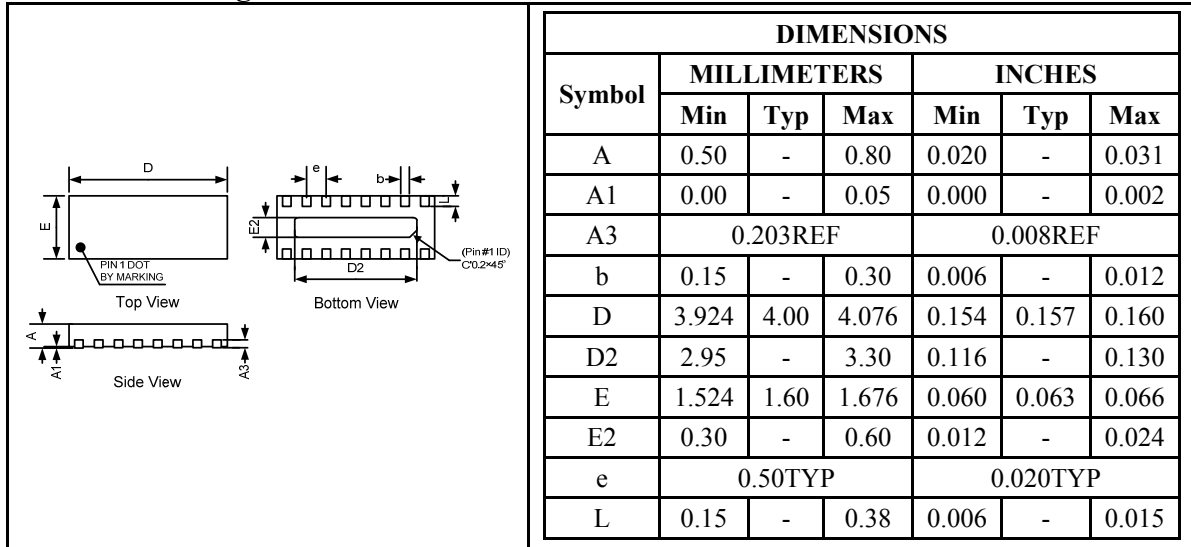 D
E
PIN 1 DOT
BY MARKING
Top View
e
b
L
E2
D2
(Pin#1 ID)
C'0.2×45°
Bottom View
A
A1
A3
Side View
DIMENSIONS
Symbol MILLIMETERS INCHES
Min Typ Max Min Typ Max
A 0.50 - 0.80 0.020 - 0.031
A1 0.00 - 0.05 0.000 - 0.002
A3 0.203REF 0.008REF
b 0.15 - 0.30 0.006 - 0.012
D 3.924 4.00 4.076 0.154 0.157 0.160
D2 2.95 - 3.30 0.116 - 0.130
E 1.524 1.60 1.676 0.060 0.063 0.066
E2 0.30 - 0.60 0.012 - 0.024
e 0.50TYP 0.020TYP
L 0.15 - 0.38 0.006 - 0.015